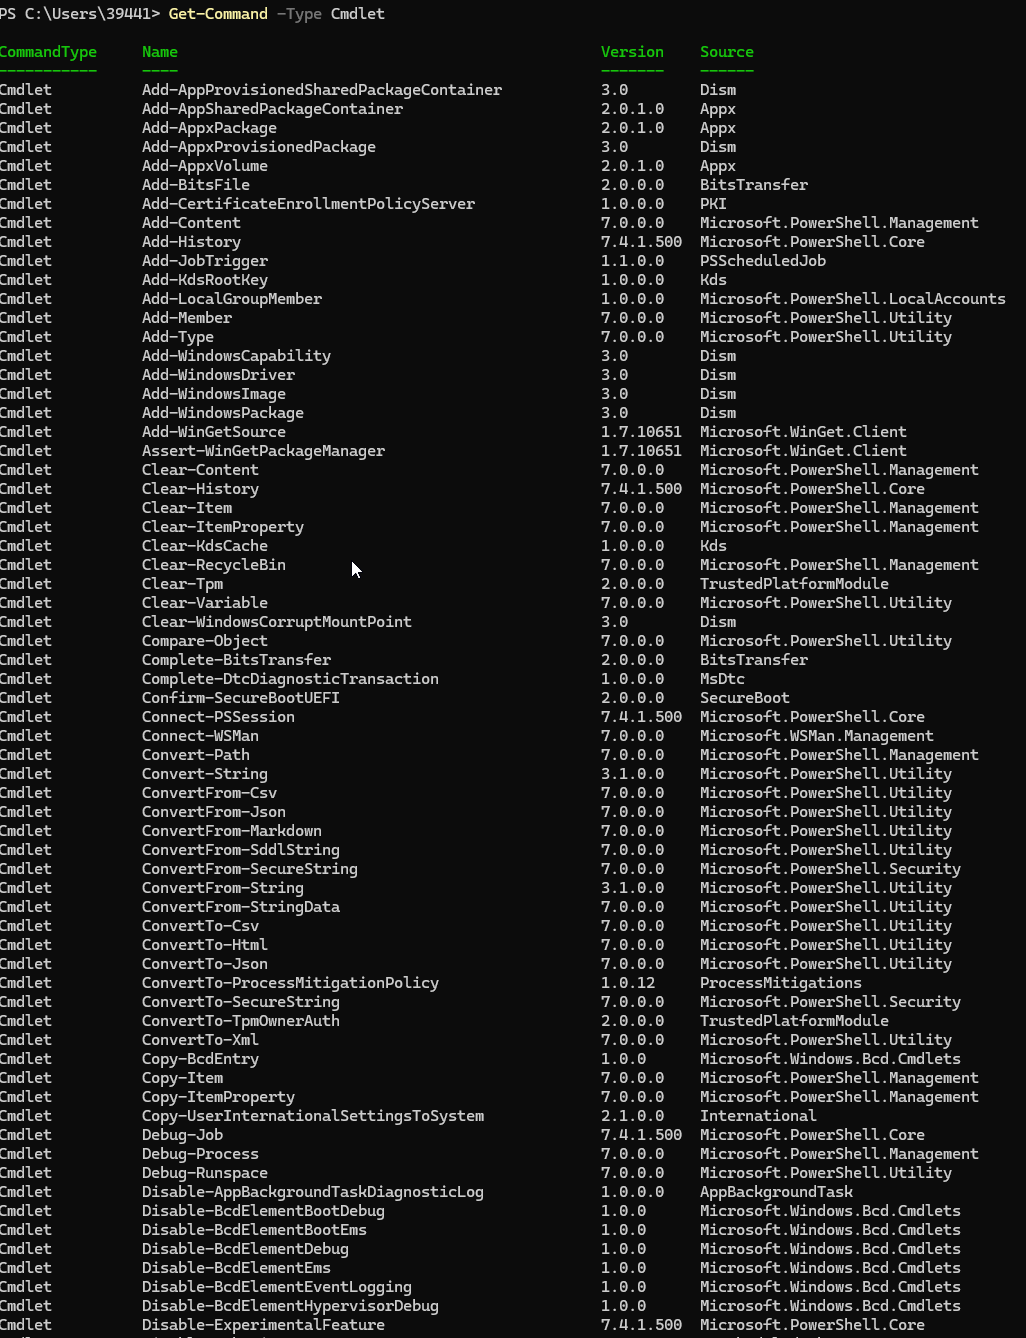 PS C:\Users\39441> Get-Command -Type Cmdlet
CommandType     Name                                               Version    Source
-----------     ----                                               -------    ------
Cmdlet          Add-AppProvisionedSharedPackageContainer           3.0        Dism
Cmdlet          Add-AppSharedPackageContainer                      2.0.1.0    Appx
Cmdlet          Add-AppxPackage                                    2.0.1.0    Appx
Cmdlet          Add-AppxProvisionedPackage                         3.0        Dism
Cmdlet          Add-AppxVolume                                     2.0.1.0    Appx
Cmdlet          Add-BitsFile                                       2.0.0.0    BitsTransfer
Cmdlet          Add-CertificateEnrollmentPolicyServer              1.0.0.0    PKI
Cmdlet          Add-Content                                        7.0.0.0    Microsoft.PowerShell.Management
Cmdlet          Add-History                                        7.4.1.500  Microsoft.PowerShell.Core
Cmdlet          Add-JobTrigger                                     1.1.0.0    PSScheduledJob
Cmdlet          Add-KdsRootKey                                     1.0.0.0    Kds
Cmdlet          Add-LocalGroupMember                               1.0.0.0    Microsoft.PowerShell.LocalAccounts
Cmdlet          Add-Member                                         7.0.0.0    Microsoft.PowerShell.Utility
Cmdlet          Add-Type                                           7.0.0.0    Microsoft.PowerShell.Utility
Cmdlet          Add-WindowsCapability                              3.0        Dism
Cmdlet          Add-WindowsDriver                                  3.0        Dism
Cmdlet          Add-WindowsImage                                   3.0        Dism
Cmdlet          Add-WindowsPackage                                 3.0        Dism
Cmdlet          Add-WinGetSource                                   1.7.10651  Microsoft.WinGet.Client
Cmdlet          Assert-WinGetPackageManager                        1.7.10651  Microsoft.WinGet.Client
Cmdlet          Clear-Content                                      7.0.0.0    Microsoft.PowerShell.Management
Cmdlet          Clear-History                                      7.4.1.500  Microsoft.PowerShell.Core
Cmdlet          Clear-Item                                         7.0.0.0    Microsoft.PowerShell.Management
Cmdlet          Clear-ItemProperty                                 7.0.0.0    Microsoft.PowerShell.Management
Cmdlet          Clear-KdsCache                                     1.0.0.0    Kds
Cmdlet          Clear-RecycleBin                                   7.0.0.0    Microsoft.PowerShell.Management
Cmdlet          Clear-Tpm                                          2.0.0.0    TrustedPlatformModule
Cmdlet          Clear-Variable                                     7.0.0.0    Microsoft.PowerShell.Utility
Cmdlet          Clear-WindowsCorruptMountPoint                     3.0        Dism
Cmdlet          Compare-Object                                     7.0.0.0    Microsoft.PowerShell.Utility
Cmdlet          Complete-BitsTransfer                              2.0.0.0    BitsTransfer
Cmdlet          Complete-DtcDiagnosticTransaction                  1.0.0.0    MsDtc
Cmdlet          Confirm-SecureBootUEFI                             2.0.0.0    SecureBoot
Cmdlet          Connect-PSSession                                  7.4.1.500  Microsoft.PowerShell.Core
Cmdlet          Connect-WSMan                                      7.0.0.0    Microsoft.WSMan.Management
Cmdlet          Convert-Path                                       7.0.0.0    Microsoft.PowerShell.Management
Cmdlet          Convert-String                                     3.1.0.0    Microsoft.PowerShell.Utility
Cmdlet          ConvertFrom-Csv                                    7.0.0.0    Microsoft.PowerShell.Utility
Cmdlet          ConvertFrom-Json                                   7.0.0.0    Microsoft.PowerShell.Utility
Cmdlet          ConvertFrom-Markdown                               7.0.0.0    Microsoft.PowerShell.Utility
Cmdlet          ConvertFrom-SddlString                             7.0.0.0    Microsoft.PowerShell.Utility
Cmdlet          ConvertFrom-SecureString                           7.0.0.0    Microsoft.PowerShell.Security
Cmdlet          ConvertFrom-String                                 3.1.0.0    Microsoft.PowerShell.Utility
Cmdlet          ConvertFrom-StringData                             7.0.0.0    Microsoft.PowerShell.Utility
Cmdlet          ConvertTo-Csv                                      7.0.0.0    Microsoft.PowerShell.Utility
Cmdlet          ConvertTo-Html                                     7.0.0.0    Microsoft.PowerShell.Utility
Cmdlet          ConvertTo-Json                                     7.0.0.0    Microsoft.PowerShell.Utility
Cmdlet          ConvertTo-ProcessMitigationPolicy                  1.0.12     ProcessMitigations
Cmdlet          ConvertTo-SecureString                             7.0.0.0    Microsoft.PowerShell.Security
Cmdlet          ConvertTo-TpmOwnerAuth                             2.0.0.0    TrustedPlatformModule
Cmdlet          ConvertTo-Xml                                      7.0.0.0    Microsoft.PowerShell.Utility
Cmdlet          Copy-BcdEntry                                      1.0.0      Microsoft.Windows.Bcd.Cmdlets
Cmdlet          Copy-Item                                          7.0.0.0    Microsoft.PowerShell.Management
Cmdlet          Copy-ItemProperty                                  7.0.0.0    Microsoft.PowerShell.Management
Cmdlet          Copy-UserInternationalSettingsToSystem             2.1.0.0    International
Cmdlet          Debug-Job                                          7.4.1.500  Microsoft.PowerShell.Core
Cmdlet          Debug-Process                                      7.0.0.0    Microsoft.PowerShell.Management
Cmdlet          Debug-Runspace                                     7.0.0.0    Microsoft.PowerShell.Utility
Cmdlet          Disable-AppBackgroundTaskDiagnosticLog             1.0.0.0    AppBackgroundTask
Cmdlet          Disable-BcdElementBootDebug                        1.0.0      Microsoft.Windows.Bcd.Cmdlets
Cmdlet          Disable-BcdElementBootEms                          1.0.0      Microsoft.Windows.Bcd.Cmdlets
Cmdlet          Disable-BcdElementDebug                            1.0.0      Microsoft.Windows.Bcd.Cmdlets
Cmdlet          Disable-BcdElementEms                              1.0.0      Microsoft.Windows.Bcd.Cmdlets
Cmdlet          Disable-BcdElementEventLogging                     1.0.0      Microsoft.Windows.Bcd.Cmdlets
Cmdlet          Disable-BcdElementHypervisorDebug                  1.0.0      Microsoft.Windows.Bcd.Cmdlets
Cmdlet          Disable-ExperimentalFeature                        7.4.1.500  Microsoft.PowerShell.Core